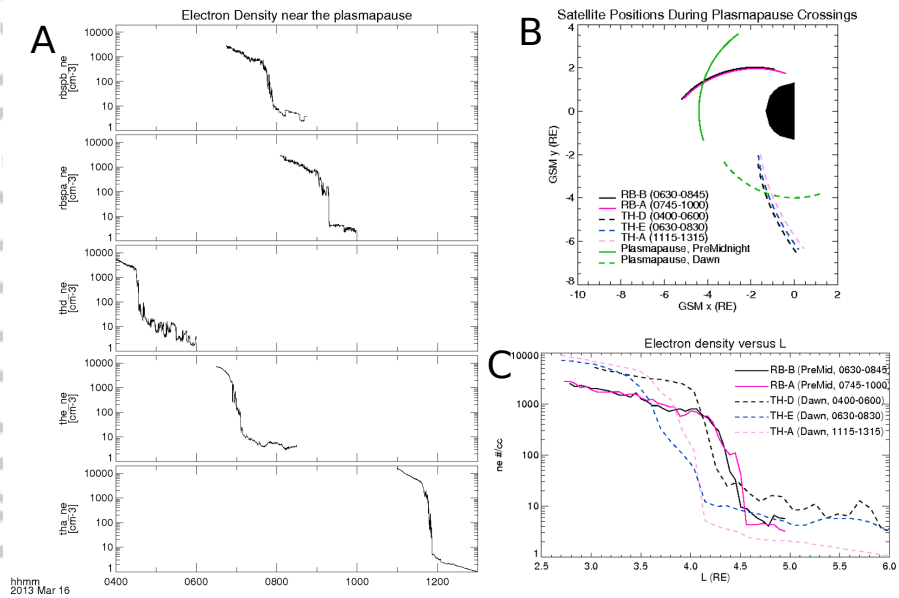 A
Electron Density near the plasmapause
rbspb_ne
[cm-3]
10000
1000
100
10
1
rbspa_ne
[cm-3]
10000
1000
100
10
1
thd_ne
[cm-3]
10000
1000
100
10
1
the_ne
[cm-3]
10000
1000
100
10
1
tha_ne
[cm-3]
10000
1000
100
10
1
0400 0600 0800 1000 1200
hhmm
2013 Mar 16
B
Satellite Positions During Plasmapause Crossings
GSM y (RE)
4
2
0
-2
-4
-6
-8
RB-B (0630-0845)
RB-A (0745-1000)
TH-D (0400-0600)
TH-E (0630-0830)
TH-A (1115-1315)
Plasmapause, PreMidnight
Plasmapause, Dawn
-10 -8 -6 -4 -2 0 2
GSM x (RE)
C
Electron density versus L
ne #/cc
10000
1000
100
10
1
RB-B (PreMid, 0630-0845)
RB-A (PreMid, 0745-1000)
TH-D (Dawn, 0400-0600)
TH-E (Dawn, 0630-0830)
TH-A (Dawn, 1115-1315)
2.5 3.0 3.5 4.0 4.5 5.0 5.5 6.0
L (RE)